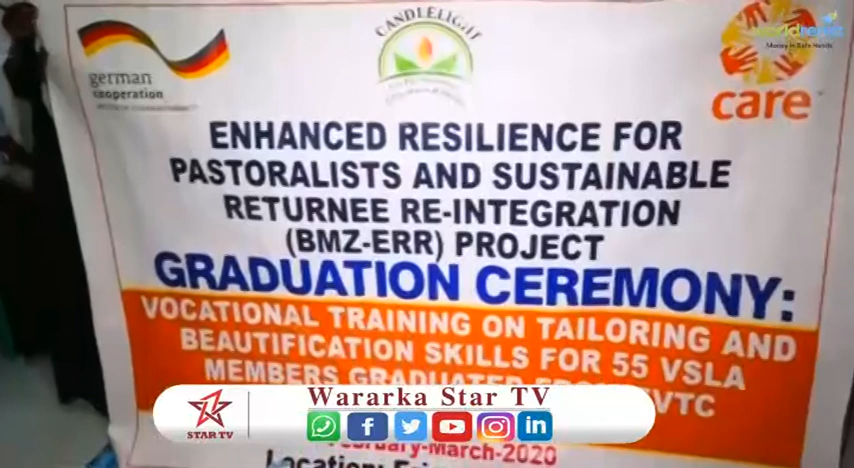 german
cooperation
CANDLELIGHT
care
worldremit
ENHANCED RESILIENCE FOR
PASTORALISTS AND SUSTAINABLE
RETURNEE RE-INTEGRATION
(BMZ-ERR) PROJECT
GRADUATION CEREMONY:
VOCATIONAL TRAINING ON TAILORING AND
BEAUTIFICATION SKILLS FOR 55 VSLA
MEMBERS GRADUATED
February-March-2020
Location:
STAR TV
Wararka Star TV